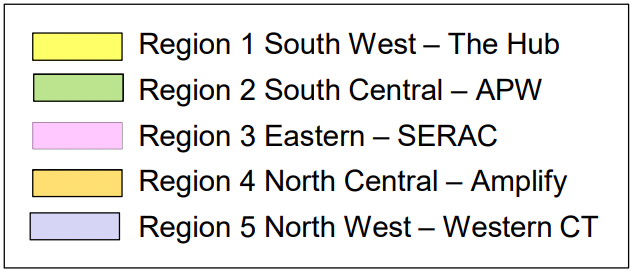 Region 1 South West – The Hub
Region 2 South Central – APW
Region 3 Eastern – SERAC
Region 4 North Central – Amplify
Region 5 North West – Western CT